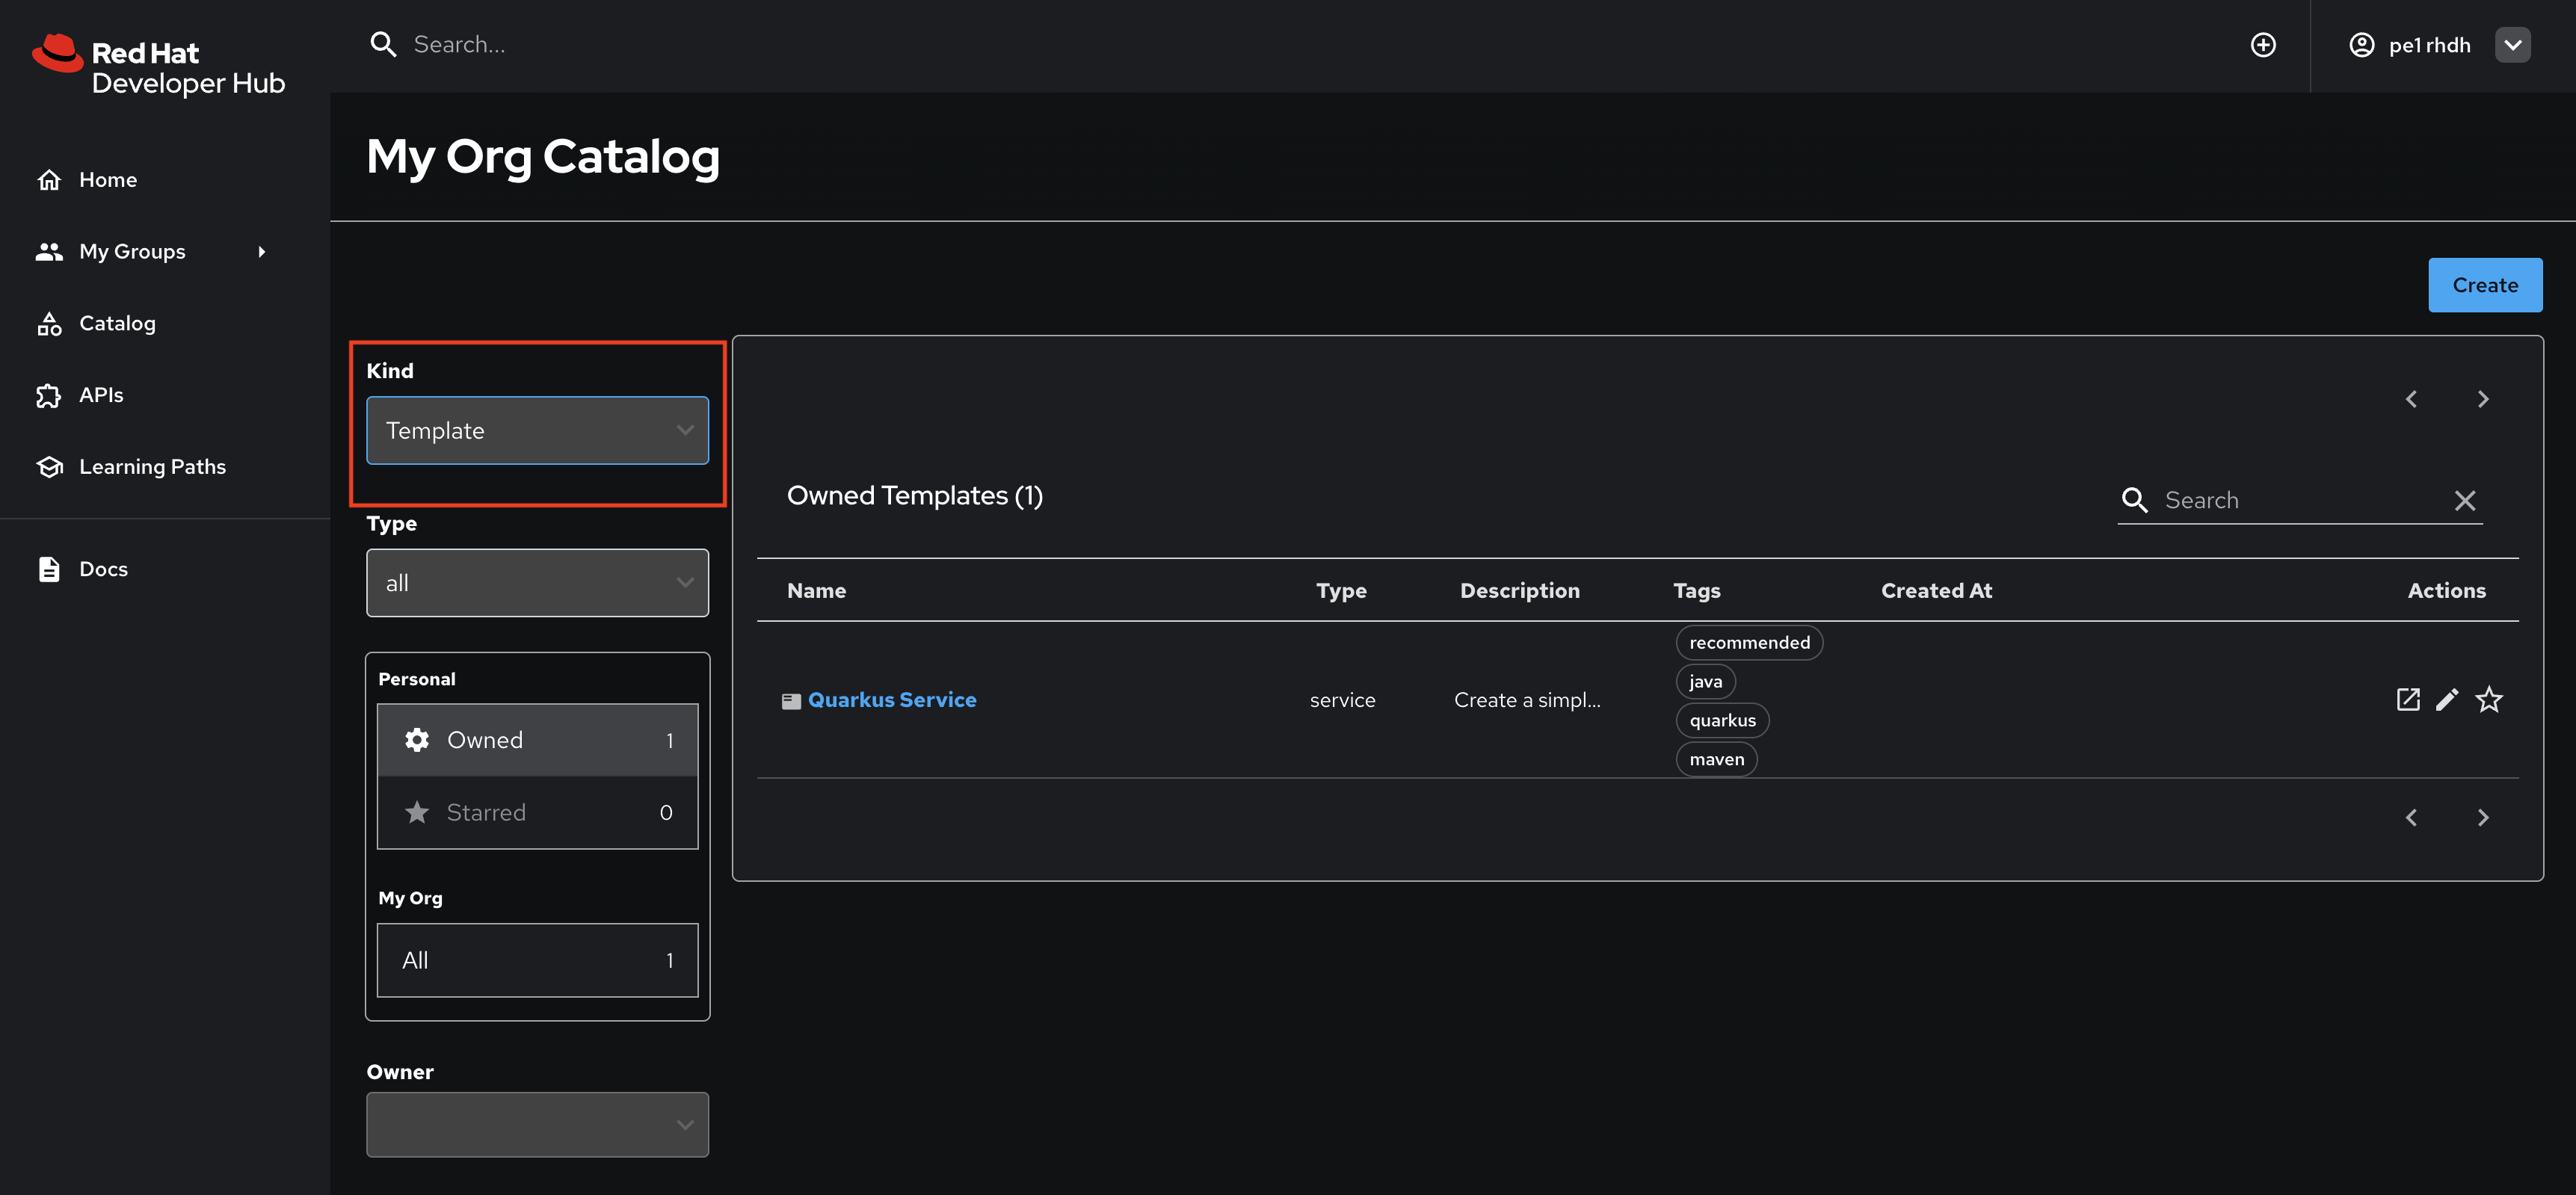 Red Hat
Developer Hub
Search...
pe1 rhdh
Home
My Groups
Catalog
APIs
Learning Paths
Docs
My Org Catalog
Create
Kind
Template
Type
all
Personal
Owned 1
Starred 0
My Org
All 1
Owner
Owned Templates (1)
Search
Name Type Description Tags Created At Actions
Quarkus Service service Create a simpl...
recommended
java
quarkus
maven